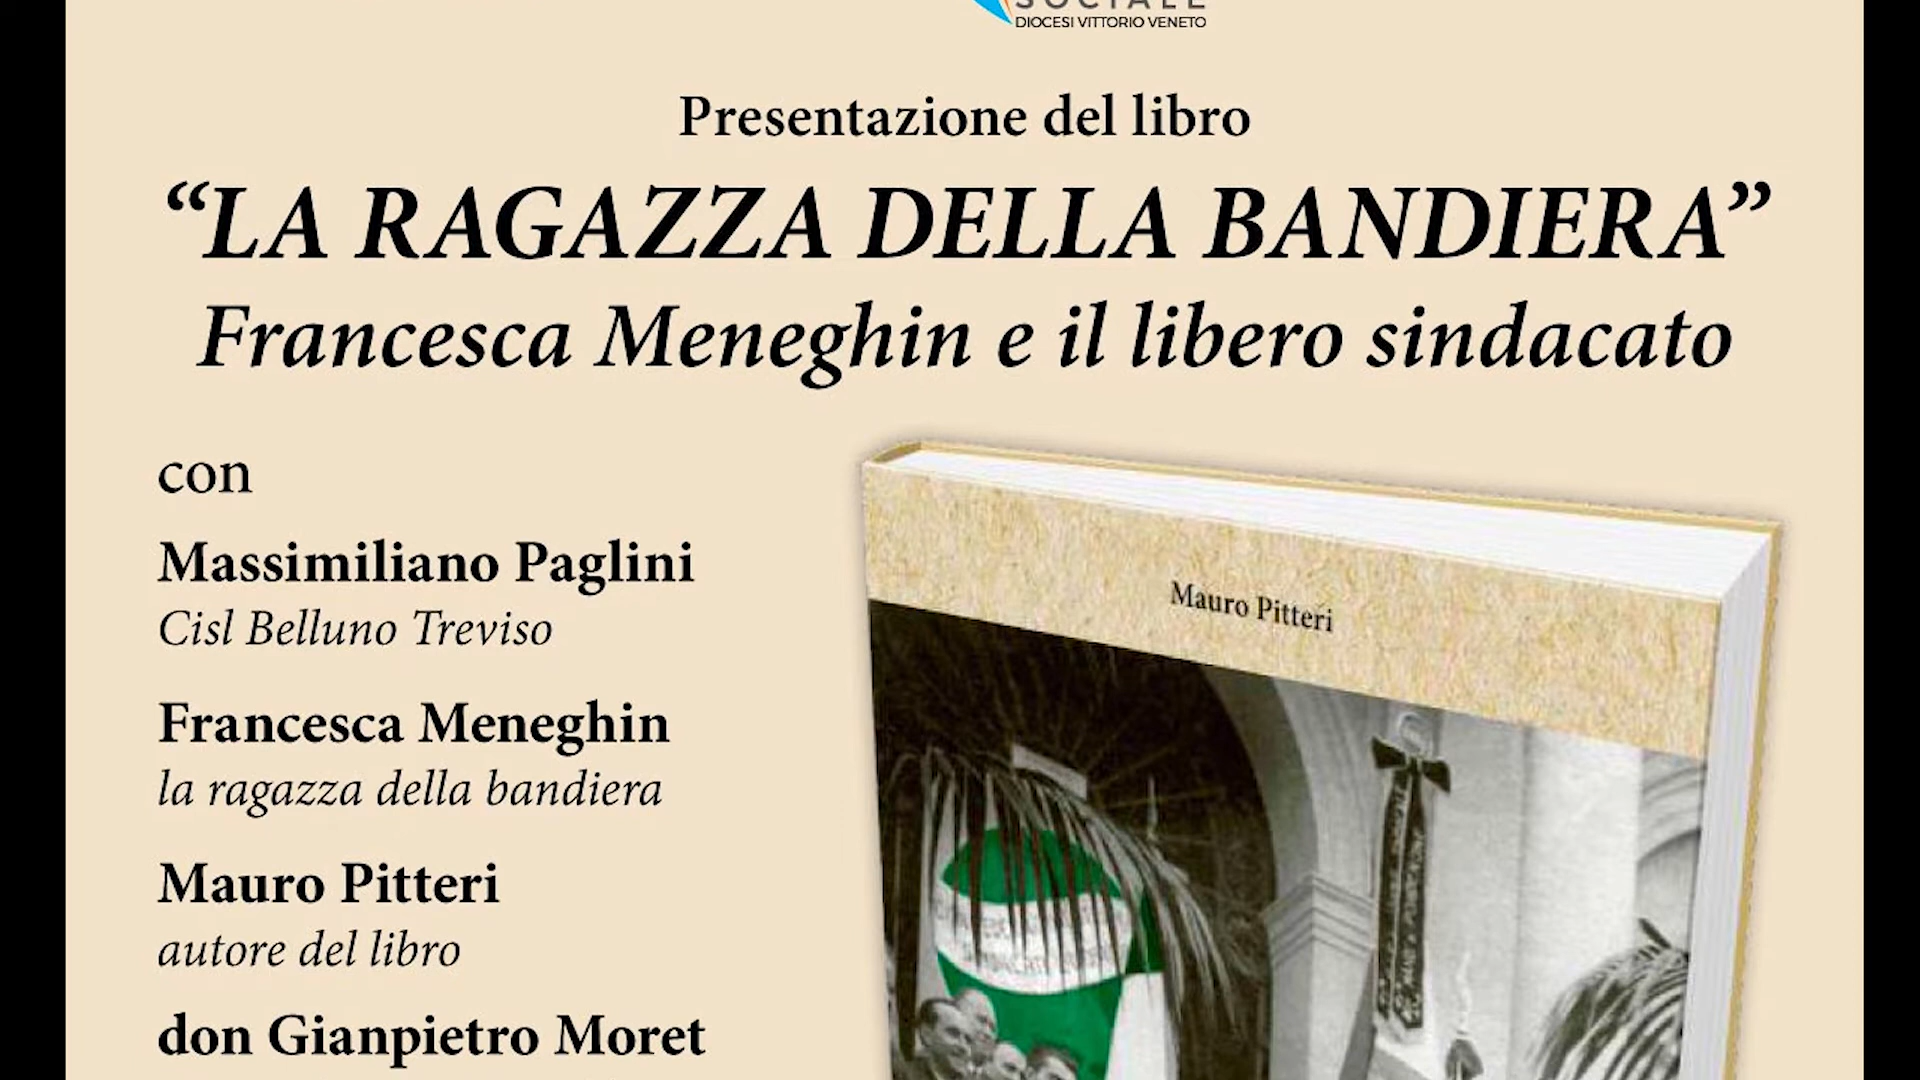 SOCIALE
DIOCESI VITTORIO VENETO
Presentazione del libro
“LA RAGAZZA DELLA BANDIERA”
Francesca Meneghin e il libero sindacato
con
Massimiliano Paglini
Cisl Belluno Treviso
Francesca Meneghin
la ragazza della bandiera
Mauro Pitteri
autore del libro
don Gianpietro Moret
Mauro Pitteri